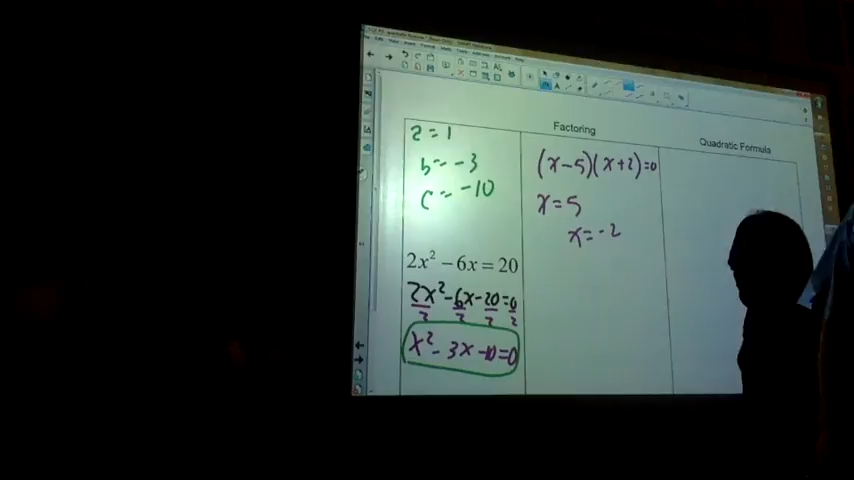 Factoring
Quadratic Formula
a = 1
b = -3
c = -10
2x² - 6x = 20
2x² - 6x - 20 = 0
2 2 2 2
x² - 3x - 10 = 0
(x-5)(x+2)=0
x = 5
x = -2